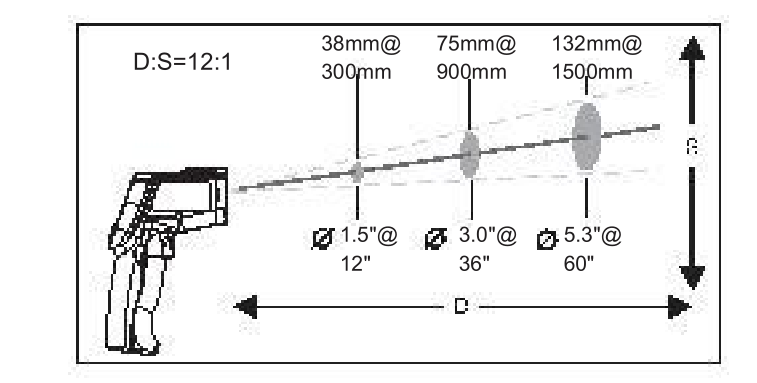 D:S=12:1
38mm@
300mm
75mm@
900mm
132mm@
1500mm
Ø 1.5"@
12"
Ø 3.0"@
36"
Ø 5.3"@
60"
D